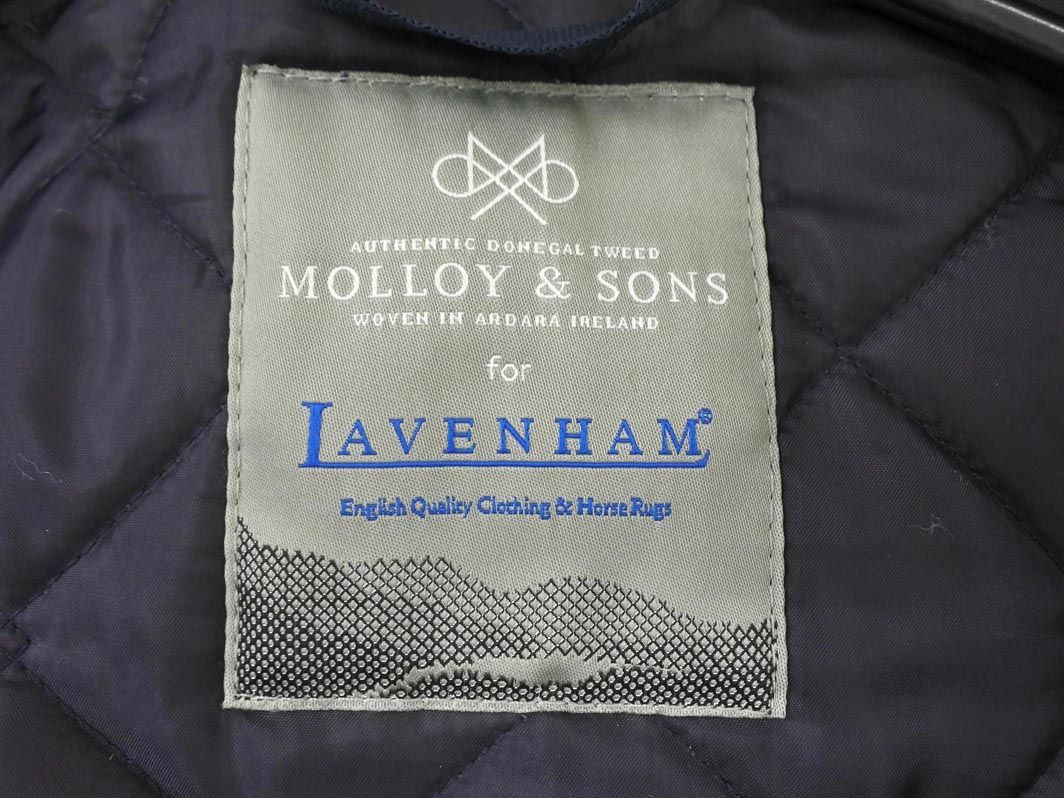 AUTHENTIC DONEGAL TWEED
MOLLOY & SONS
WOVEN IN ARDARA IRELAND
for
LAVENHAM®
English Quality Clothing & Horse Rugs